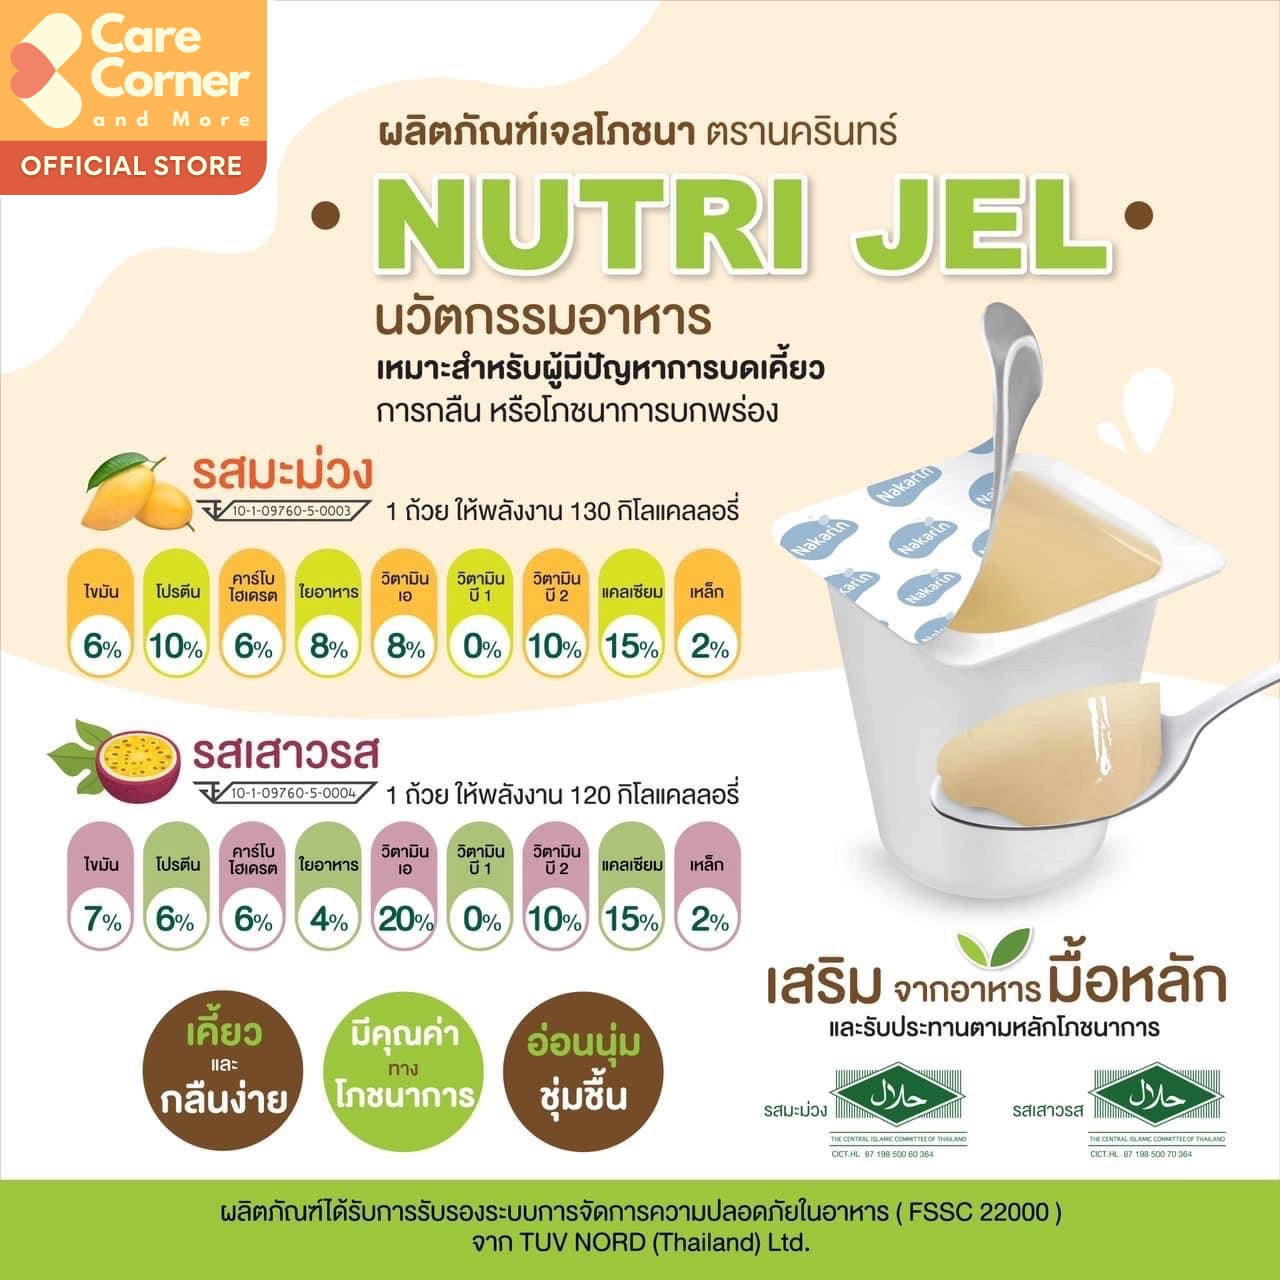 Care
Corner
and More
OFFICIAL STORE
ผลิตภัณฑ์เจลโภชนา ตรานครินทร์
• NUTRI JEL •
นวัตกรรมอาหาร
เหมาะสำหรับผู้มีปัญหาการบดเคี้ยว
การกลืน หรือโภชนาการบกพร่อง
รสมะม่วง
10-1-09760-5-0003
1 ถ้วย ให้พลังงาน 130 กิโลแคลลอรี่
ไขมัน โปรตีน คาร์โบไฮเดรต ใยอาหาร วิตามินเอ วิตามินบี 1 วิตามินบี 2 แคลเซียม เหล็ก
6% 10% 6% 8% 8% 0% 10% 15% 2%
รสเสาวรส
10-1-09760-5-0004
1 ถ้วย ให้พลังงาน 120 กิโลแคลลอรี่
ไขมัน โปรตีน คาร์โบไฮเดรต ใยอาหาร วิตามินเอ วิตามินบี 1 วิตามินบี 2 แคลเซียม เหล็ก
7% 6% 6% 4% 20% 0% 10% 15% 2%
Nakarin
Nakarin
Nakarin
Nakarin
Nakarin
เคี้ยว
และ
กลืนง่าย
มีคุณค่า
ทาง
โภชนาการ
อ่อนนุ่ม
ชุ่มชื้น
เสริม จากอาหาร มื้อหลัก
และรับประทานตามหลักโภชนาการ
รสมะม่วง
حلال
THE CENTRAL ISLAMIC COMMITTEE OF THAILAND
CICT.HL 87 198 500 60 364
รสเสาวรส
حلال
THE CENTRAL ISLAMIC COMMITTEE OF THAILAND
CICT.HL 87 198 500 70 364
ผลิตภัณฑ์ได้รับการรับรองระบบการจัดการความปลอดภัยในอาหาร ( FSSC 22000 )
จาก TUV NORD (Thailand) Ltd.